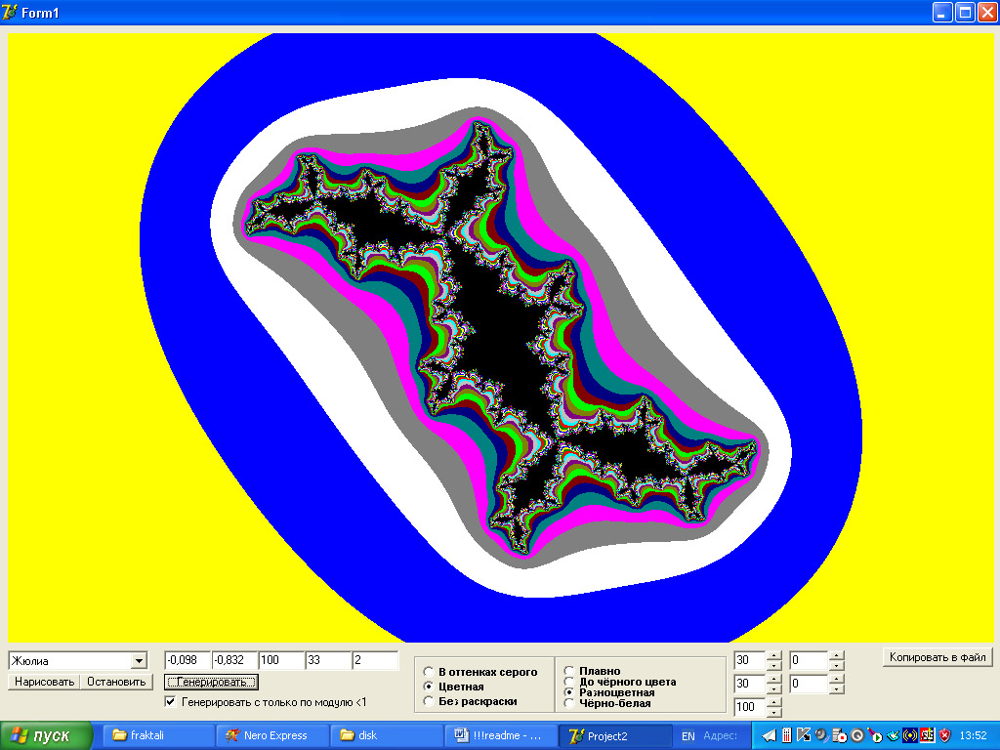 Form1
Жюлиа
-0,098 -0,832 100 33 2
Нарисовать Остановить Генерировать
Генерировать с только по модулю <1
В оттенках серого
Цветная
Без раскраски
Плавно
До чёрного цвета
Разноцветная
Чёрно-белая
30 0
30 0
100
Копировать в файл
пуск fraktali Nero Express disk !!!readme - ... Project2 EN Адрес: 13:52